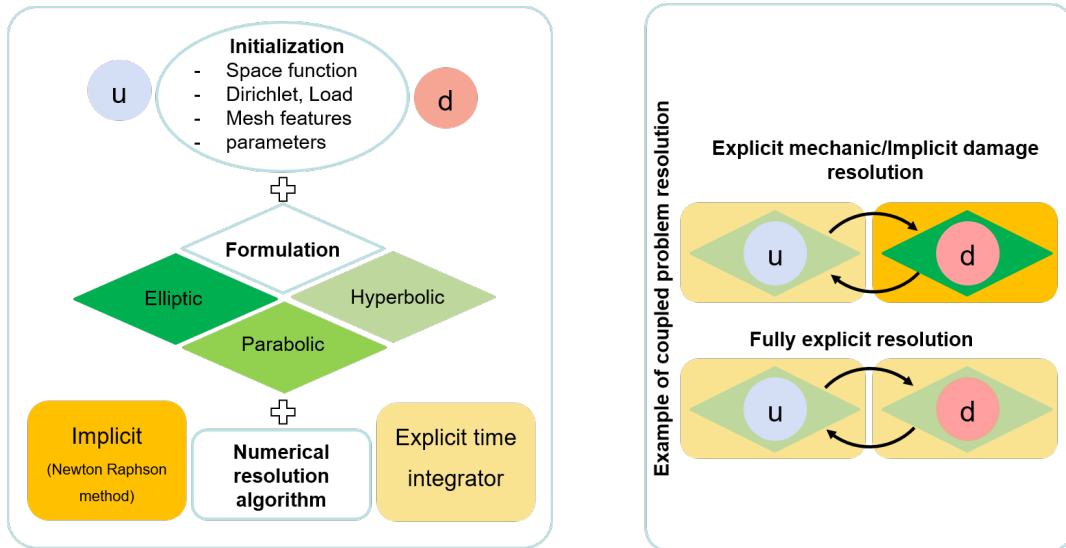 Initialization
- Space function
- Dirichlet, Load
- Mesh features
- parameters
u
d
Formulation
Elliptic
Hyperbolic
Parabolic
Implicit
(Newton Raphson
method)
Numerical
resolution
algorithm
Explicit time
integrator
Example of coupled problem resolution
Explicit mechanic/Implicit damage
resolution
u
d
Fully explicit resolution
u
d